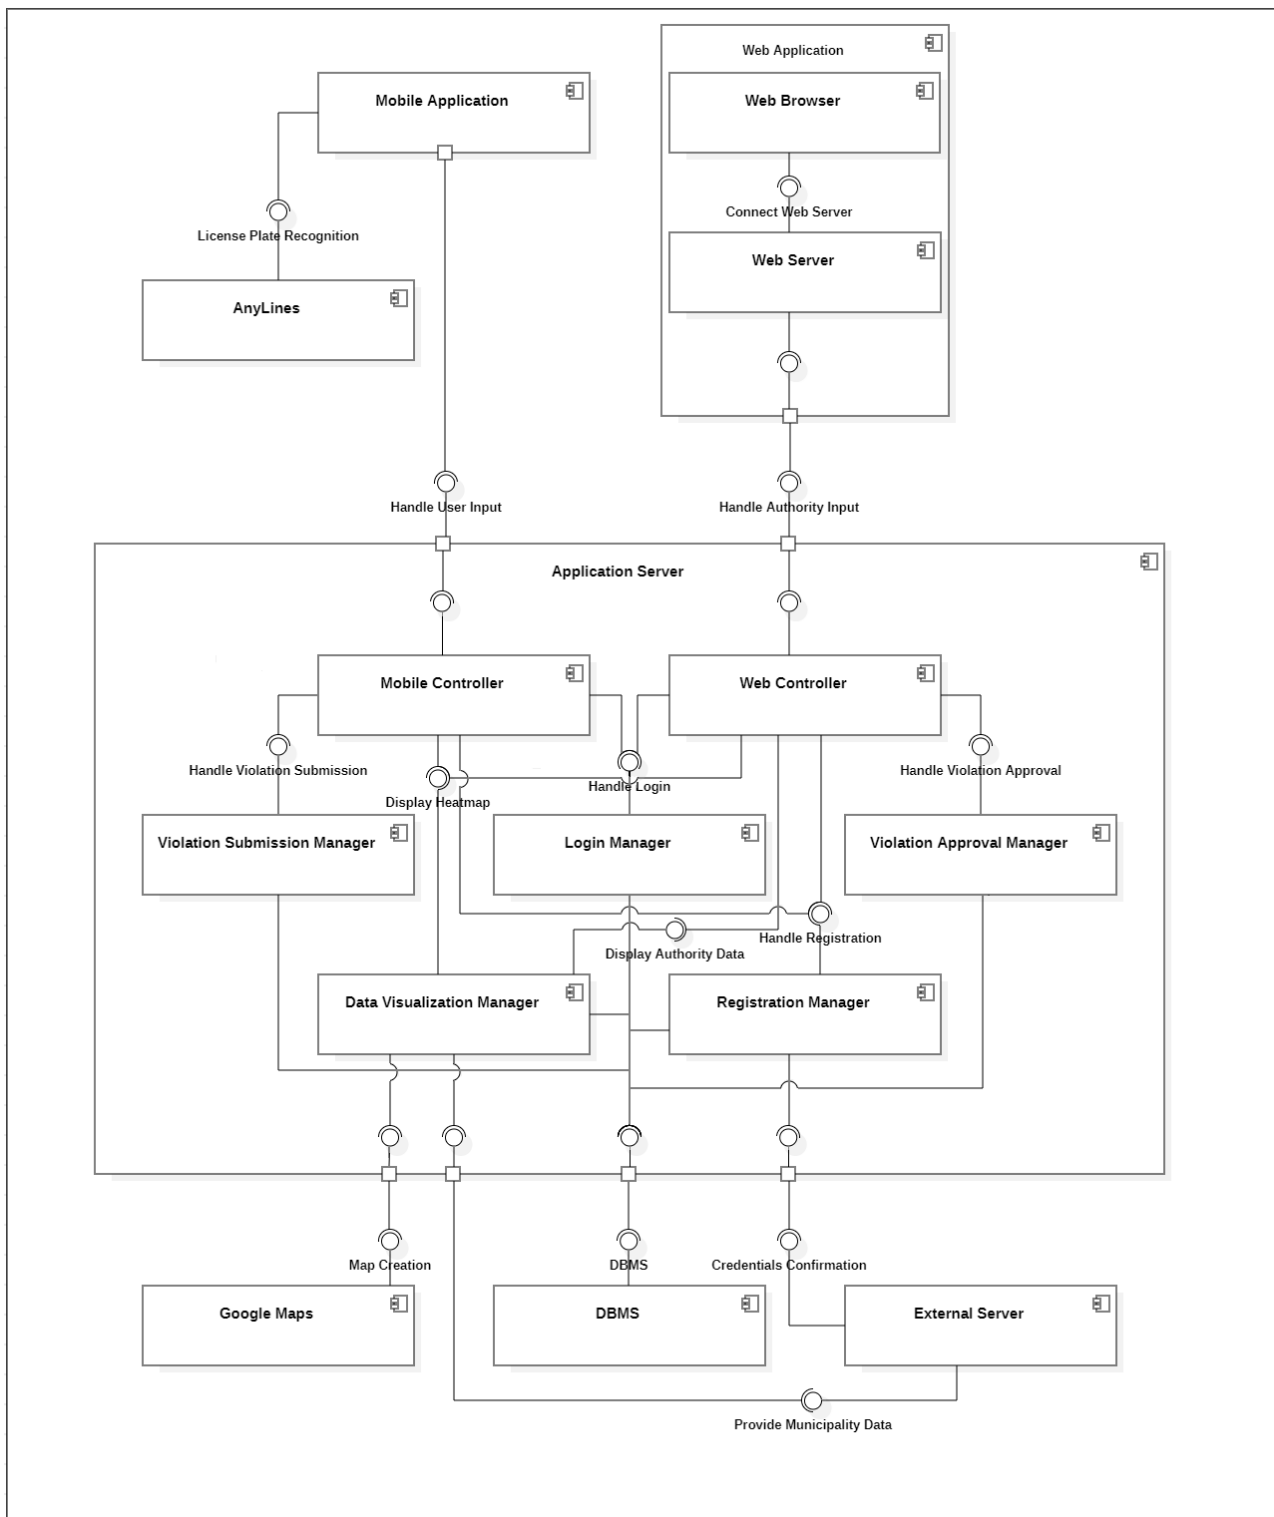 Web Application
Mobile Application
Web Browser
Connect Web Server
License Plate Recognition
Web Server
AnyLines
Handle User Input
Handle Authority Input
Application Server
Mobile Controller
Web Controller
Handle Violation Submission
Handle Login
Handle Violation Approval
Display Heatmap
Violation Submission Manager
Login Manager
Violation Approval Manager
Handle Registration
Display Authority Data
Data Visualization Manager
Registration Manager
Map Creation
DBMS
Credentials Confirmation
Google Maps
DBMS
External Server
Provide Municipality Data